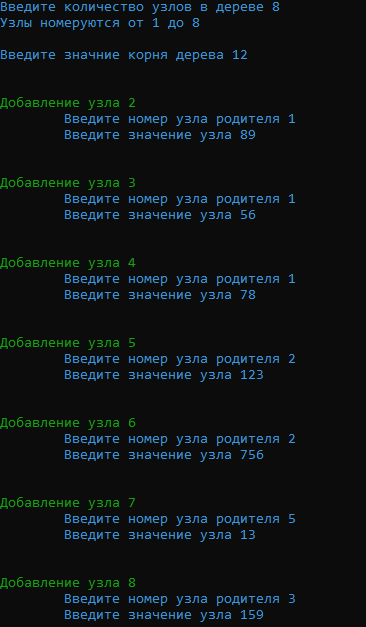 Введите количество узлов в дереве 8
Узлы номеруются от 1 до 8
Введите значние корня дерева 12
Добавление узла 2
Введите номер узла родителя 1
Введите значение узла 89
Добавление узла 3
Введите номер узла родителя 1
Введите значение узла 56
Добавление узла 4
Введите номер узла родителя 1
Введите значение узла 78
Добавление узла 5
Введите номер узла родителя 2
Введите значение узла 123
Добавление узла 6
Введите номер узла родителя 2
Введите значение узла 756
Добавление узла 7
Введите номер узла родителя 5
Введите значение узла 13
Добавление узла 8
Введите номер узла родителя 3
Введите значение узла 159